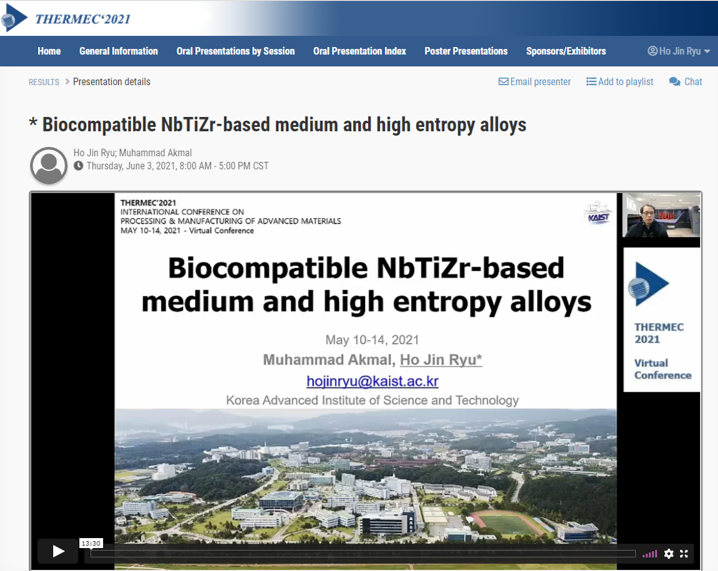 THERMEC'2021
Home General Information Oral Presentations by Session Oral Presentation Index Poster Presentations Sponsors/Exhibitors Ho Jin Ryu
RESULTS > Presentation details Email presenter Add to playlist Chat
* Biocompatible NbTiZr-based medium and high entropy alloys
Ho Jin Ryu; Muhammad Akmal
Thursday, June 3, 2021, 8:00 AM - 5:00 PM CST
THERMEC'2021
INTERNATIONAL CONFERENCE ON
PROCESSING & MANUFACTURING OF ADVANCED MATERIALS
MAY 10-14, 2021 - Virtual Conference
KAIST
Biocompatible NbTiZr-based
medium and high entropy alloys
May 10-14, 2021
Muhammad Akmal, Ho Jin Ryu*
hojinryu@kaist.ac.kr
Korea Advanced Institute of Science and Technology
THERMEC
2021
Virtual
Conference
13:30